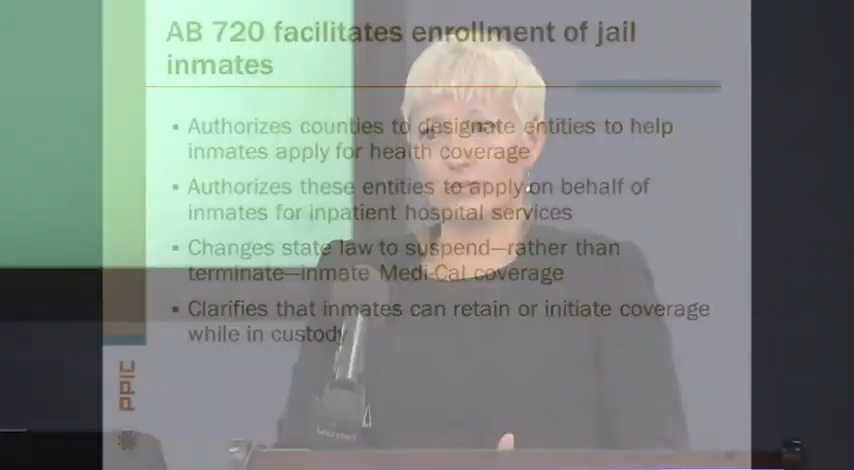 AB 720 facilitates enrollment of jail
inmates
▪ Authorizes counties to designate entities to help
inmates apply for health coverage
▪ Authorizes these entities to apply on behalf of
inmates for inpatient hospital services
▪ Changes state law to suspend—rather than
terminate—inmate Medi-Cal coverage
▪ Clarifies that inmates can retain or initiate coverage
while in custody
PPIC